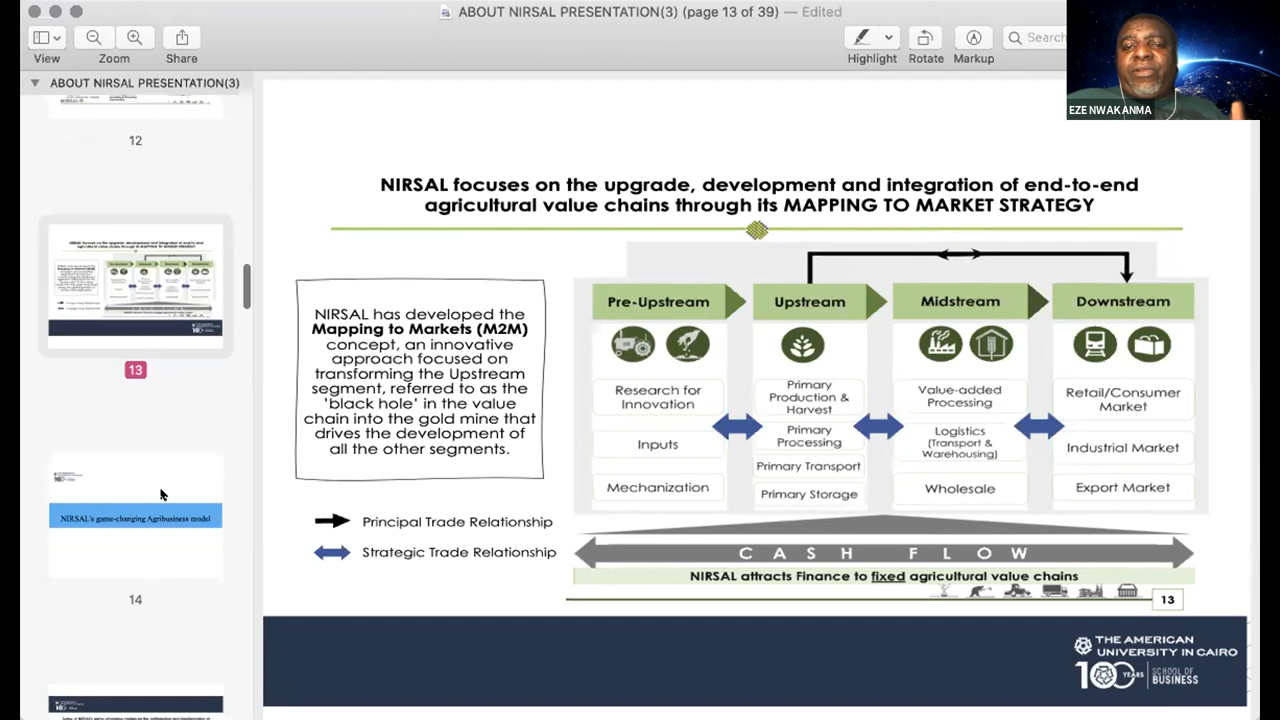 ABOUT NIRSAL PRESENTATION(3) (page 13 of 39) — Edited
View
Zoom
Share
Highlight
Rotate
Markup
Search
EZE NWAKANMA
ABOUT NIRSAL PRESENTATION(3)
12
13
NIRSAL's game-changing Agribusiness model
14
NIRSAL focuses on the upgrade, development and integration of end-to-end
agricultural value chains through its MAPPING TO MARKET STRATEGY
NIRSAL has developed the
Mapping to Markets (M2M)
concept, an innovative
approach focused on
transforming the Upstream
segment, referred to as the
'black hole' in the value
chain into the gold mine that
drives the development of
all the other segments.
Principal Trade Relationship
Strategic Trade Relationship
Pre-Upstream
Research for
Innovation
Inputs
Mechanization
Upstream
Primary
Production &
Harvest
Primary
Processing
Primary Transport
Primary Storage
Midstream
Value-added
Processing
Logistics
(Transport &
Warehousing)
Wholesale
Downstream
Retail/Consumer
Market
Industrial Market
Export Market
CASH FLOW
NIRSAL attracts Finance to fixed agricultural value chains
13
THE AMERICAN
UNIVERSITY IN CAIRO
100 YEARS
SCHOOL OF
BUSINESS